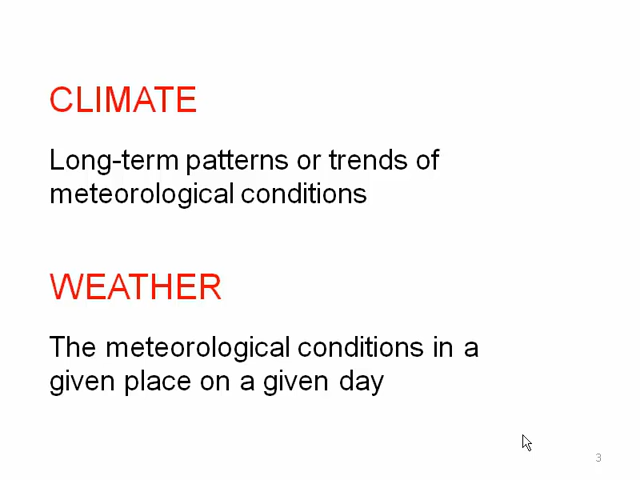 CLIMATE
Long-term patterns or trends of
meteorological conditions
WEATHER
The meteorological conditions in a
given place on a given day
3